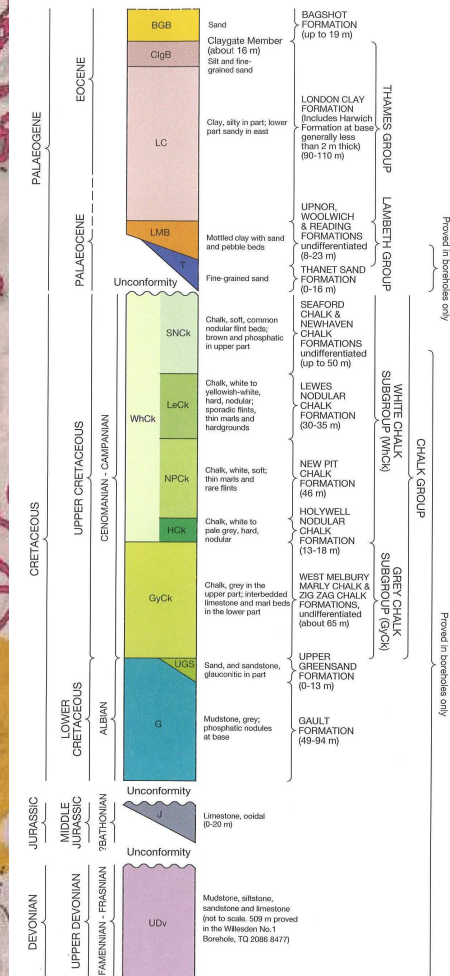 BGB
Sand
BAGSHOT
FORMATION
(up to 19 m)
ClgB
Claygate Member
(about 16 m)
Silt and fine-
grained sand
LC
Clay, silty in part; lower
part sandy in east
LONDON CLAY
FORMATION
(Includes Harwich
Formation at base
generally less
than 2 m thick)
(90-110 m)
THAMES GROUP
EOCENE
PALAEOGENE
LMB
Mottled clay with sand
and pebble beds
UPNOR,
WOOLWICH
& READING
FORMATIONS
undifferentiated
(8-23 m)
LAMBETH GROUP
PALAEOCENE
T
Fine-grained sand
THANET SAND
FORMATION
(0-16 m)
Proved in boreholes only
Unconformity
SNCk
Chalk, soft, common
nodular flint beds;
brown and phosphatic
in upper part
SEAFORD
CHALK &
NEWHAVEN
CHALK
FORMATIONS
undifferentiated
(up to 50 m)
WhCk
LeCk
Chalk, white to
yellowish-white,
hard, nodular;
sporadic flints,
thin marls and
hardgrounds
LEWES
NODULAR
CHALK
FORMATION
(30-35 m)
WHITE CHALK
SUBGROUP (WhCk)
NPCk
Chalk, white, soft;
thin marls and
rare flints
NEW PIT
CHALK
FORMATION
(46 m)
HCk
Chalk, white to
pale grey, hard,
nodular
HOLYWELL
NODULAR
CHALK
FORMATION
(13-18 m)
CHALK GROUP
GyCk
Chalk, grey in the
upper part; interbedded
limestone and marl beds
in the lower part
WEST MELBURY
MARLY CHALK &
ZIG ZAG CHALK
FORMATIONS,
undifferentiated
(about 65 m)
GREY CHALK
SUBGROUP (GyCk)
CENOMANIAN - CAMPANIAN
UPPER CRETACEOUS
CRETACEOUS
UGS
Sand, and sandstone,
glauconitic in part
UPPER
GREENSAND
FORMATION
(0-13 m)
G
Mudstone, grey;
phosphatic nodules
at base
GAULT
FORMATION
(49-94 m)
ALBIAN
LOWER
CRETACEOUS
Proved in boreholes only
Unconformity
J
Limestone, ooidal
(0-20 m)
?BATHONIAN
MIDDLE
JURASSIC
JURASSIC
Unconformity
UDv
Mudstone, siltstone,
sandstone and limestone
(not to scale. 509 m proved
in the Willesden No.1
Borehole, TQ 2086 8477)
FAMENNIAN - FRASNIAN
UPPER DEVONIAN
DEVONIAN